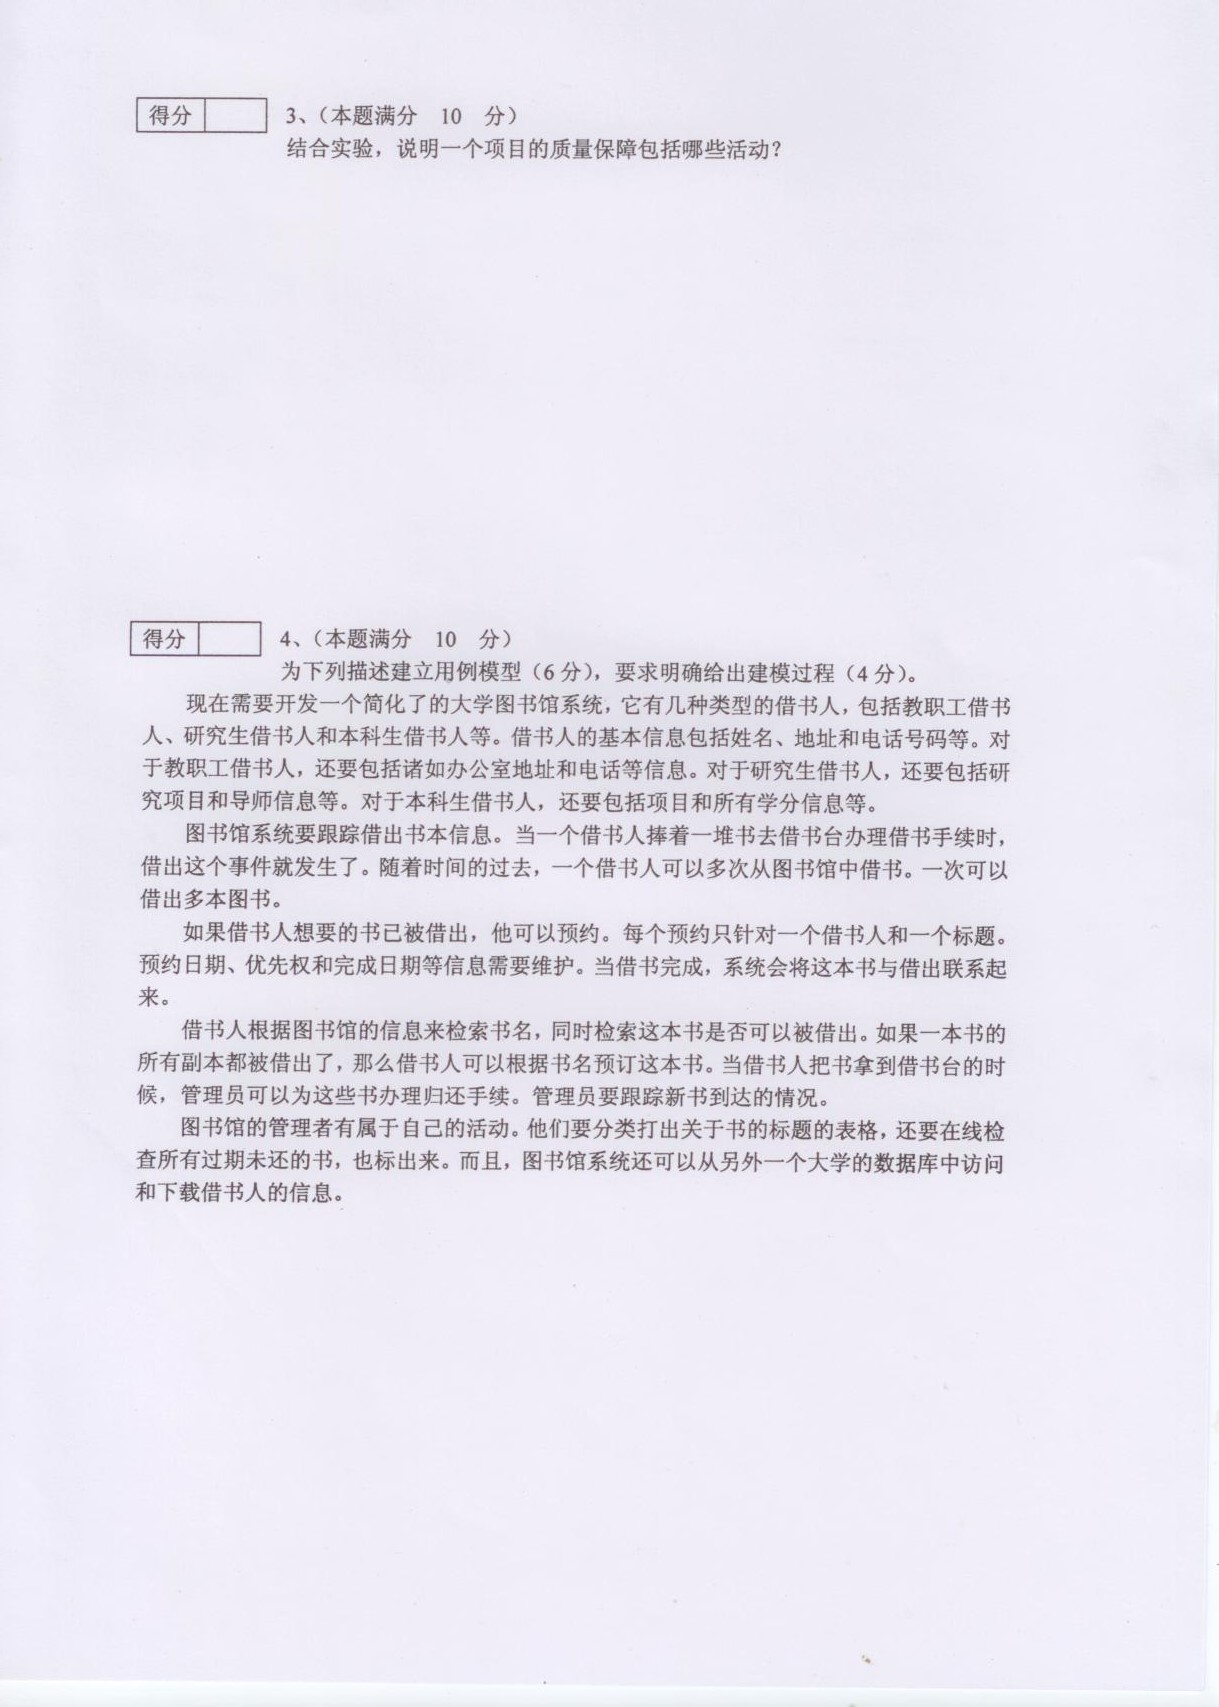 得分 3、（本题满分 10 分）
结合实验，说明一个项目的质量保障包括哪些活动？
得分 4、（本题满分 10 分）
为下列描述建立用例模型（6 分），要求明确给出建模过程（4 分）。
现在需要开发一个简化了的大学图书馆系统，它有几种类型的借书人，包括教职工借书
人、研究生借书人和本科生借书人等。借书人的基本信息包括姓名、地址和电话号码等。对
于教职工借书人，还要包括诸如办公室地址和电话等信息。对于研究生借书人，还要包括研
究项目和导师信息等。对于本科生借书人，还要包括项目和所有学分信息等。
图书馆系统要跟踪借出书本信息。当一个借书人捧着一堆书去借书台办理借书手续时，
借出这个事件就发生了。随着时间的过去，一个借书人可以多次从图书馆中借书。一次可以
借出多本图书。
如果借书人想要的书已被借出，他可以预约。每个预约只针对一个借书人和一个标题。
预约日期、优先权和完成日期等信息需要维护。当借书完成，系统会将这本书与借出联系起
来。
借书人根据图书馆的信息来检索书名，同时检索这本书是否可以被借出。如果一本书的
所有副本都被借出了，那么借书人可以根据书名预订这本书。当借书人把书拿到借书台的时
候，管理员可以为这些书办理归还手续。管理员要跟踪新书到达的情况。
图书馆的管理者有属于自己的活动。他们要分类打出关于书的标题的表格，还要在线检
查所有过期未还的书，也标出来。而且，图书馆系统还可以从另外一个大学的数据库中访问
和下载借书人的信息。